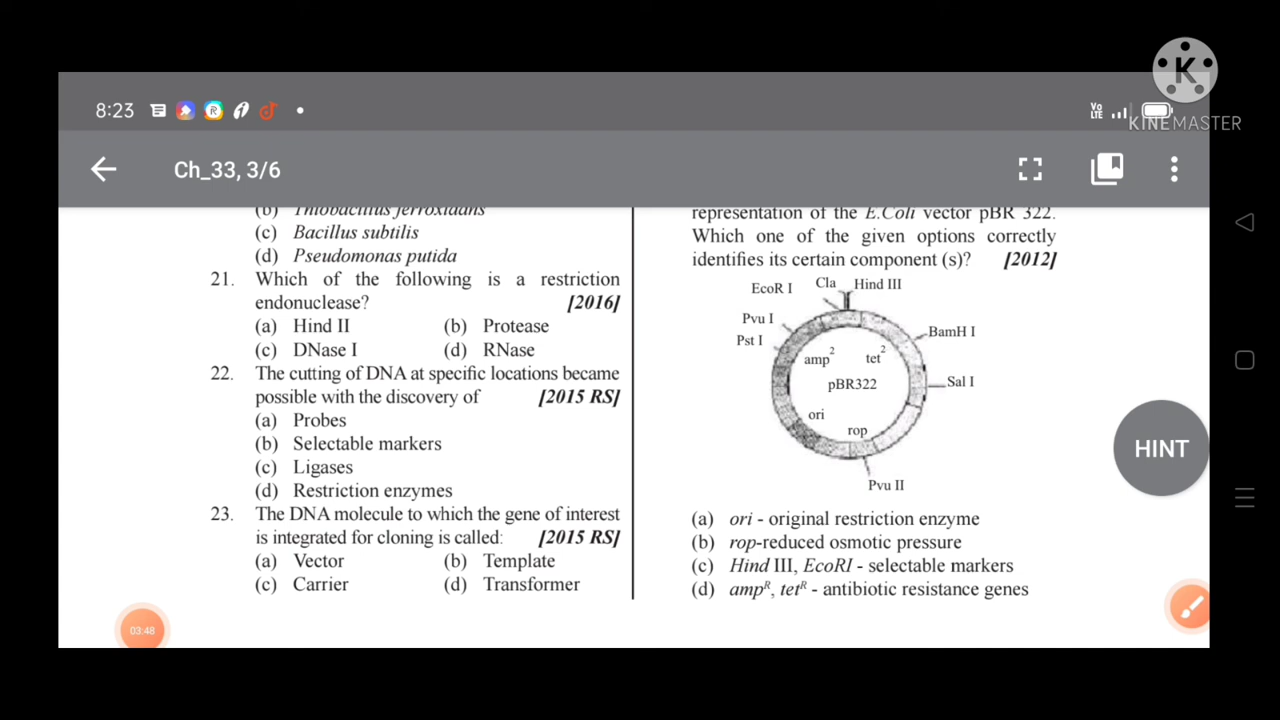 KINEMASTER
8:23
Vo LTE
Ch_33, 3/6
(b) Thiobacillus ferroxidans
(c) Bacillus subtilis
(d) Pseudomonas putida
21. Which of the following is a restriction
endonuclease? [2016]
(a) Hind II (b) Protease
(c) DNase I (d) RNase
22. The cutting of DNA at specific locations became
possible with the discovery of [2015 RS]
(a) Probes
(b) Selectable markers
(c) Ligases
(d) Restriction enzymes
23. The DNA molecule to which the gene of interest
is integrated for cloning is called: [2015 RS]
(a) Vector (b) Template
(c) Carrier (d) Transformer
representation of the E.Coli vector pBR 322.
Which one of the given options correctly
identifies its certain component (s)? [2012]
EcoR I Cla Hind III
Pvu I
BamH I
Pst I
amp² tet²
pBR322
Sal I
ori
rop
Pvu II
(a) ori - original restriction enzyme
(b) rop-reduced osmotic pressure
(c) Hind III, EcoRI - selectable markers
(d) ampᴿ, tetᴿ - antibiotic resistance genes
HINT
03:48